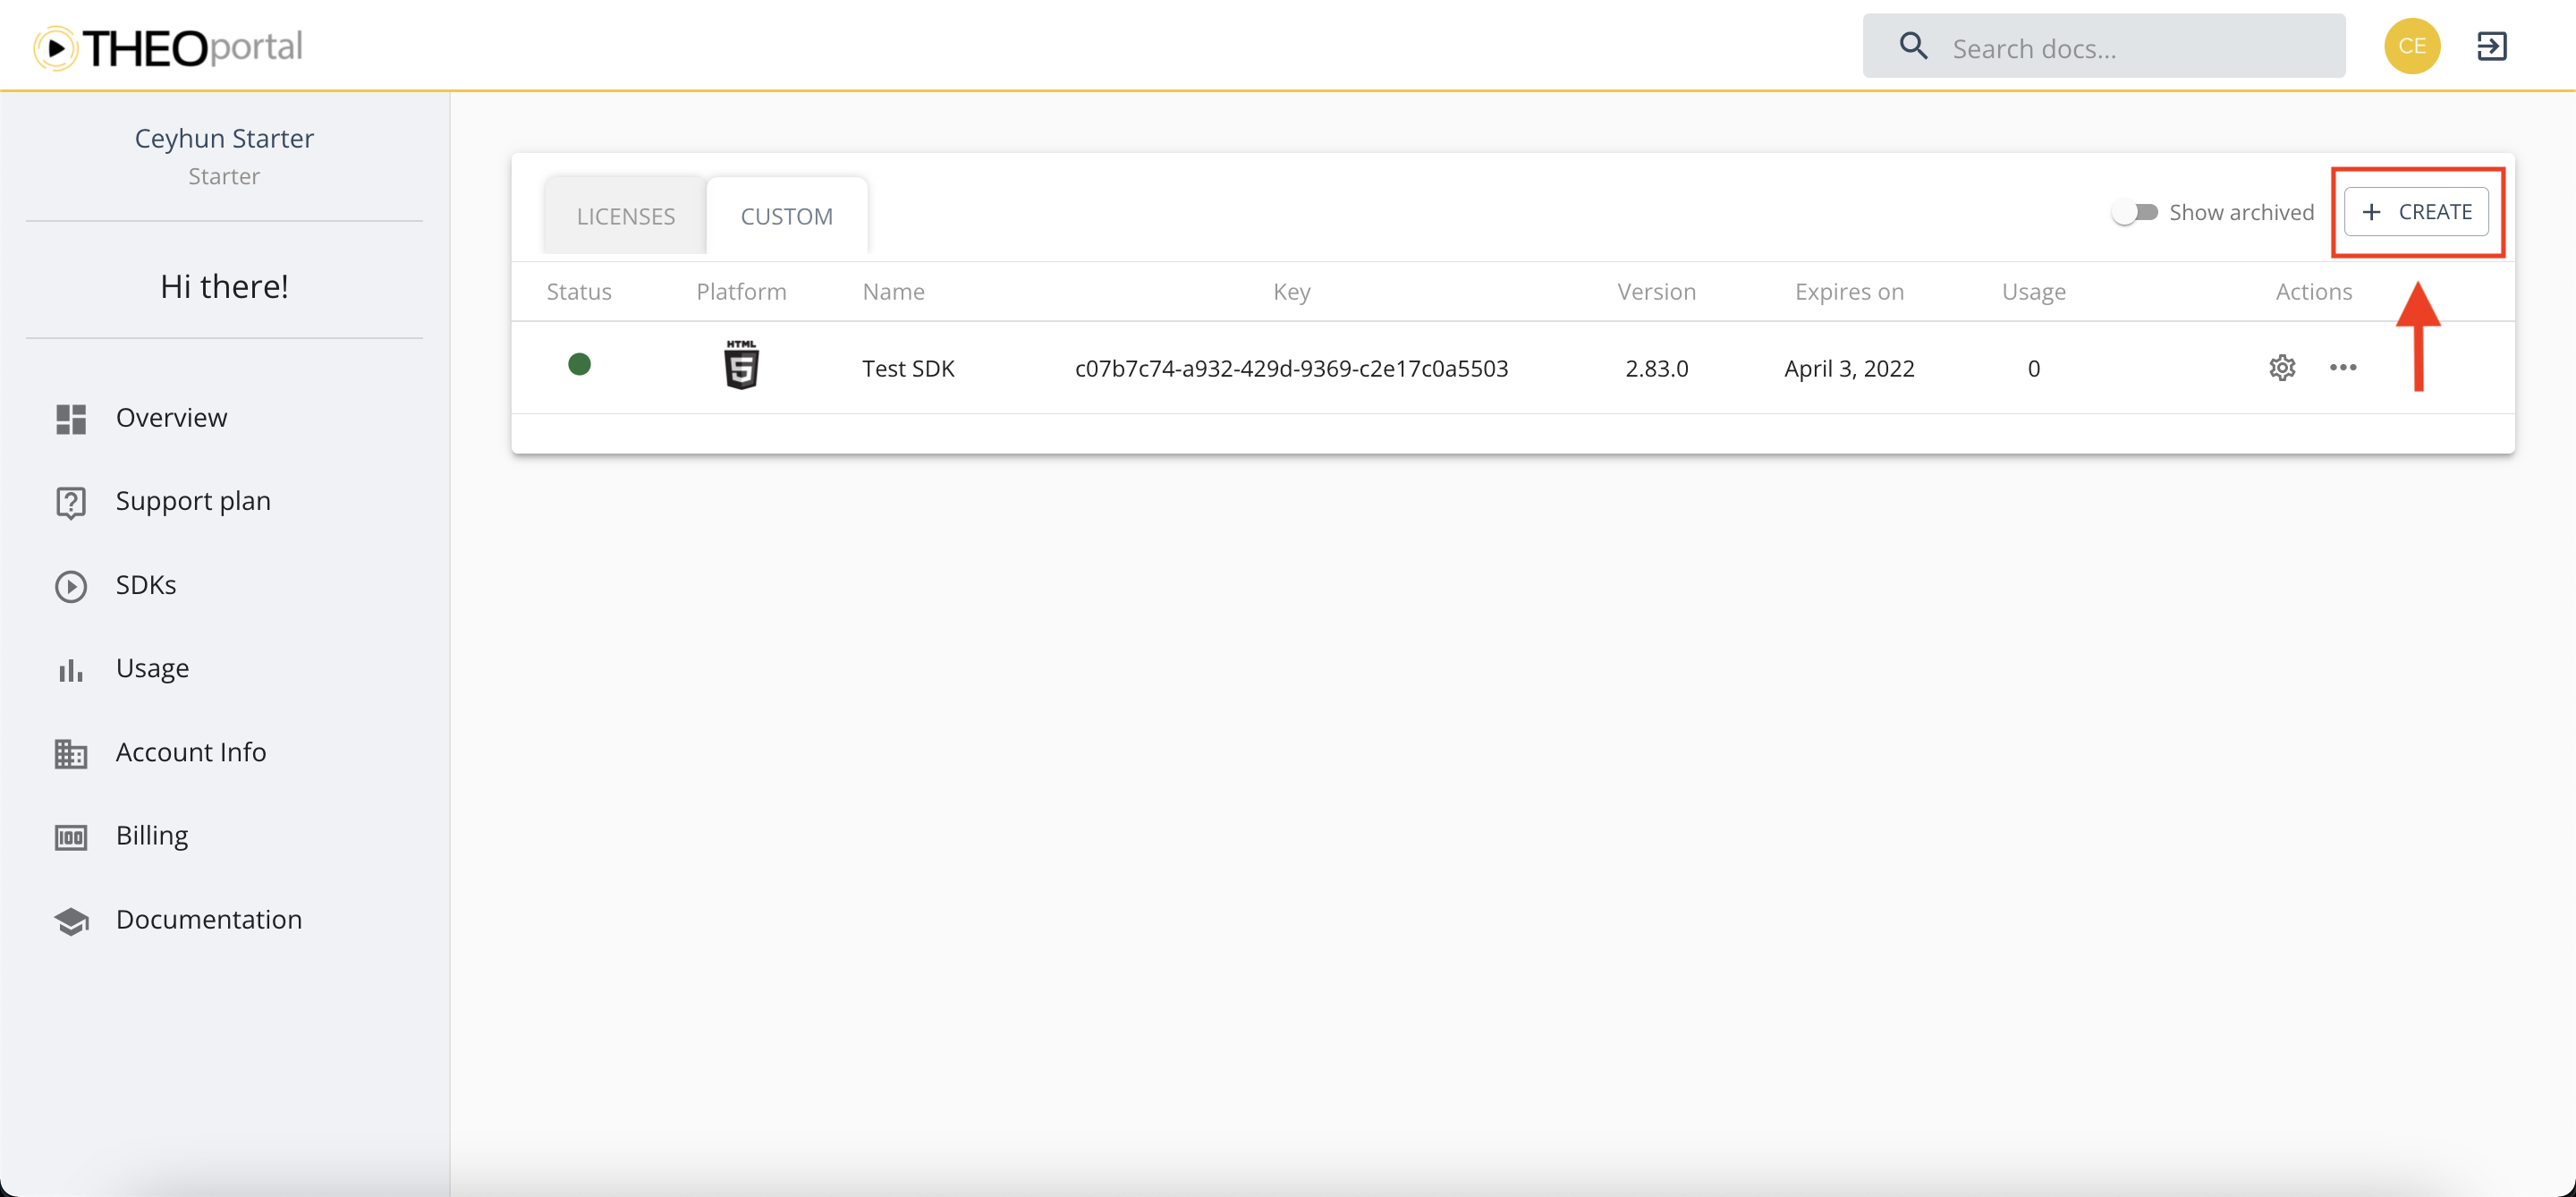 THEOportal
Search docs...
CE
Ceyhun Starter
Starter
Hi there!
Overview
Support plan
SDKs
Usage
Account Info
100
Billing
Documentation
LICENSES
CUSTOM
Show archived
+ CREATE
Status Platform Name Key Version Expires on Usage Actions
HTML
5
Test SDK c07b7c74-a932-429d-9369-c2e17c0a5503 2.83.0 April 3, 2022 0